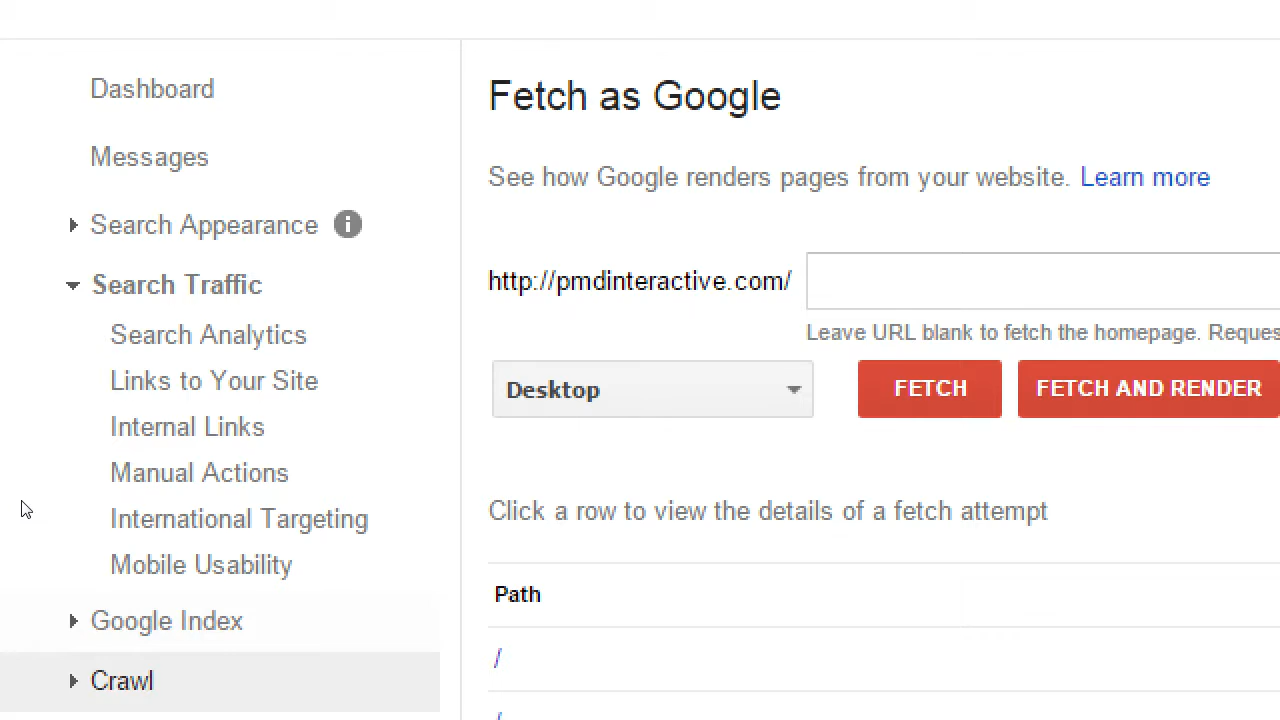 Dashboard
Messages
Search Appearance
Search Traffic
Search Analytics
Links to Your Site
Internal Links
Manual Actions
International Targeting
Mobile Usability
Google Index
Crawl
Fetch as Google
See how Google renders pages from your website. Learn more
http://pmdinteractive.com/
Leave URL blank to fetch the homepage. Reques
Desktop
FETCH
FETCH AND RENDER
Click a row to view the details of a fetch attempt
Path
/
/